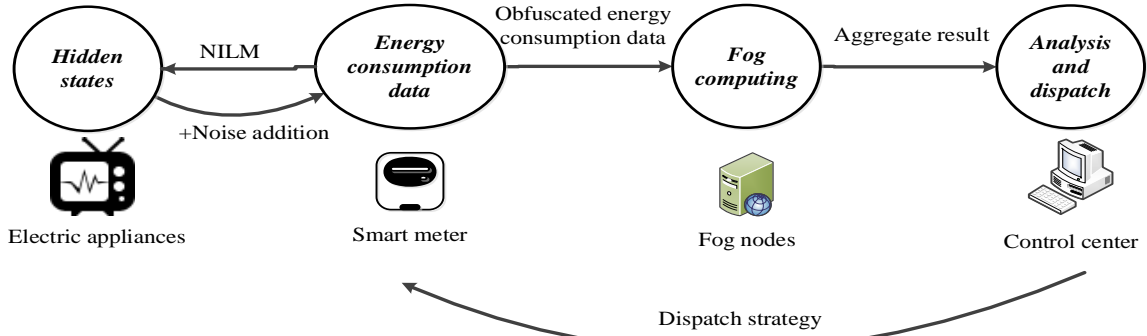 Hidden
states
NILM
+Noise addition
Energy
consumption
data
Obfuscated energy
consumption data
Fog
computing
Aggregate result
Analysis
and
dispatch
Electric appliances
Smart meter
Fog nodes
Control center
Dispatch strategy